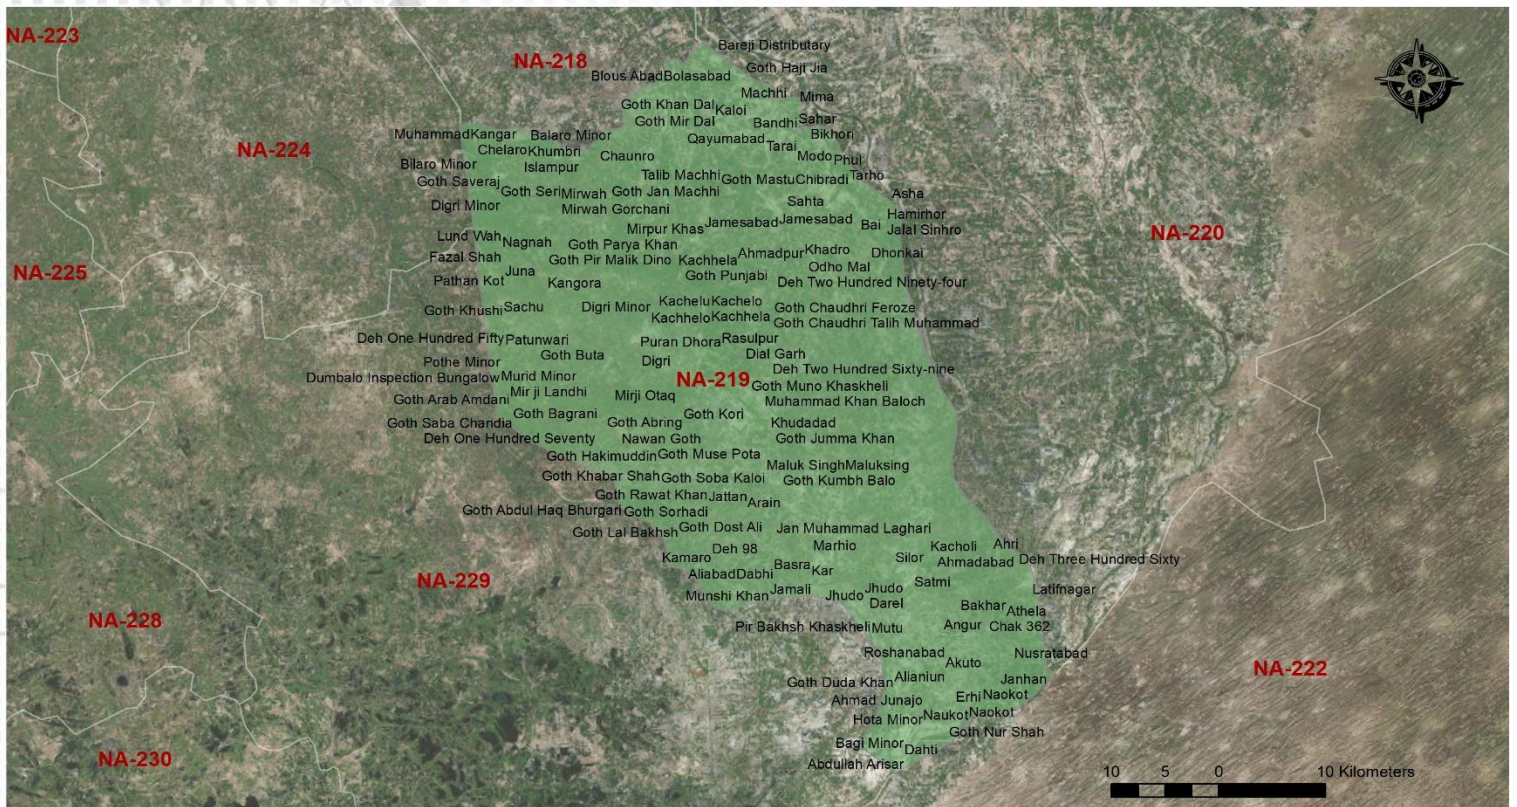 NA-223
Bareji Distributary
NA-218
Goth Haji Jia
Blous Abad Bolasabad
Machhi
Mima
Goth Khan Dal
Kaloi
Goth Mir Dal
Bandhi
Sahar
Muhammad Kangar
Balaro Minor
Qayumabad
Bikhori
NA-224
Chelaro Khumbri
Chaunro
Tarai
Modo
Phul
Bilaro Minor
Islampur
Talib Machhi
Goth Mastu Chibradi
Tarho
Goth Saveraj
Goth Seri
Mirwah
Goth Jan Machhi
Asha
Digri Minor
Mirwah Gorchani
Sahta
Hamirhor
Mirpur Khas
Jamesabad
Jamesabad
Bai
Jalal Sinhro
NA-220
Lund Wah
Nagnah
Goth Parya Khan
Fazal Shah
Goth Pir Malik Dino
Kachhela
Ahmadpur
Khadro
Dhonkai
NA-225
Juna
Odho Mal
Pathan Kot
Kangora
Goth Punjabi
Deh Two Hundred Ninety-four
Goth Khushi
Sachu
Digri Minor
Kachelu
Kachelo
Goth Chaudhri Feroze
Kachhelo
Kachhela
Goth Chaudhri Talih Muhammad
Deh One Hundred Fifty
Patunwari
Puran Dhora
Rasulpur
Pothe Minor
Goth Buta
Digri
Dial Garh
Dumbalo Inspection Bungalow
Murid Minor
NA-219
Deh Two Hundred Sixty-nine
Goth Arab Amdani
Mir ji Landhi
Mirji Otaq
Goth Muno Khaskheli
Muhammad Khan Baloch
Goth Saba Chandia
Goth Bagrani
Goth Abring
Goth Kori
Khudadad
Deh One Hundred Seventy
Nawan Goth
Goth Jumma Khan
Goth Hakimuddin
Goth Muse Pota
Maluk Singh
Maluksing
Goth Khabar Shah
Goth Soba Kaloi
Goth Kumbh Balo
Goth Rawat Khan
Jattan
Arain
Goth Abdul Haq Bhurgari
Goth Sorhadi
Goth Lal Bakhsh
Goth Dost Ali
Jan Muhammad Laghari
Deh 98
Marhio
Kacholi
Ahri
Kamaro
Silor
Ahmadabad
Deh Three Hundred Sixty
NA-229
Aliabad
Dabhi
Basra
Kar
Satmi
Munshi Khan
Jamali
Jhudo
Jhudo
Latifnagar
Darel
Bakhar
Athela
NA-228
Pir Bakhsh Khaskheli
Mutu
Angur
Chak 362
Roshanabad
Akuto
Nusratabad
NA-222
Goth Duda Khan
Alianiun
Janhan
Ahmad Junajo
Erhi
Naokot
Hota Minor
Naukot
Naokot
Goth Nur Shah
Bagi Minor
Dahti
NA-230
Abdullah Arisar
10 5 0 10 Kilometers